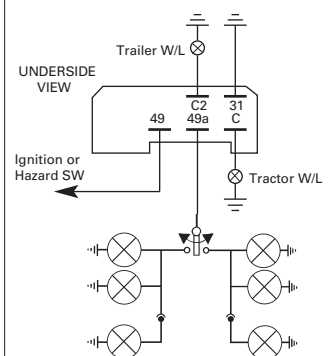 Trailer W/L
UNDERSIDE
VIEW
C2
31
49
49a
C
Ignition or
Hazard SW
Tractor W/L